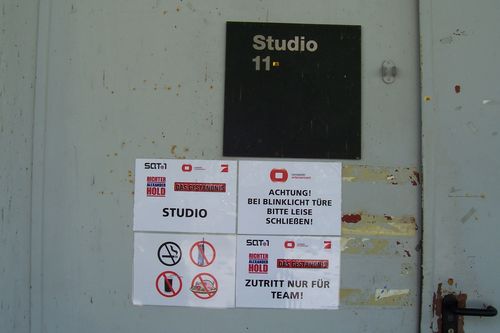 Studio
11
SAT.1
RICHTER
ALEXANDER
HOLD
DAS GESTÄNDNIS
STUDIO
ACHTUNG!
BEI BLINKLICHT TÜRE
BITTE LEISE
SCHLIEẞEN!
SAT.1
RICHTER
ALEXANDER
HOLD
DAS GESTÄNDNIS
ZUTRITT NUR FÜR
TEAM!